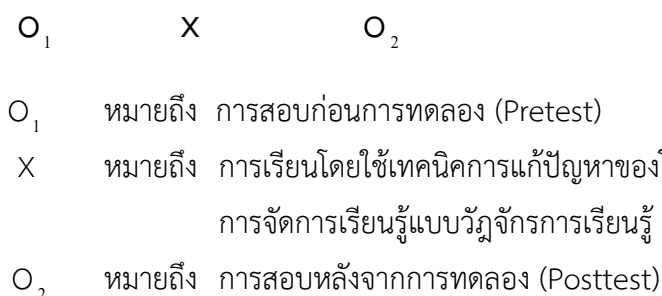 O₁ X O₂
O₁ หมายถึง การสอบก่อนการทดลอง (Pretest)
X หมายถึง การเรียนโดยใช้เทคนิคการแก้ปัญหาของ
การจัดการเรียนรู้แบบวัฏจักรการเรียนรู้
O₂ หมายถึง การสอบหลังจากการทดลอง (Posttest)